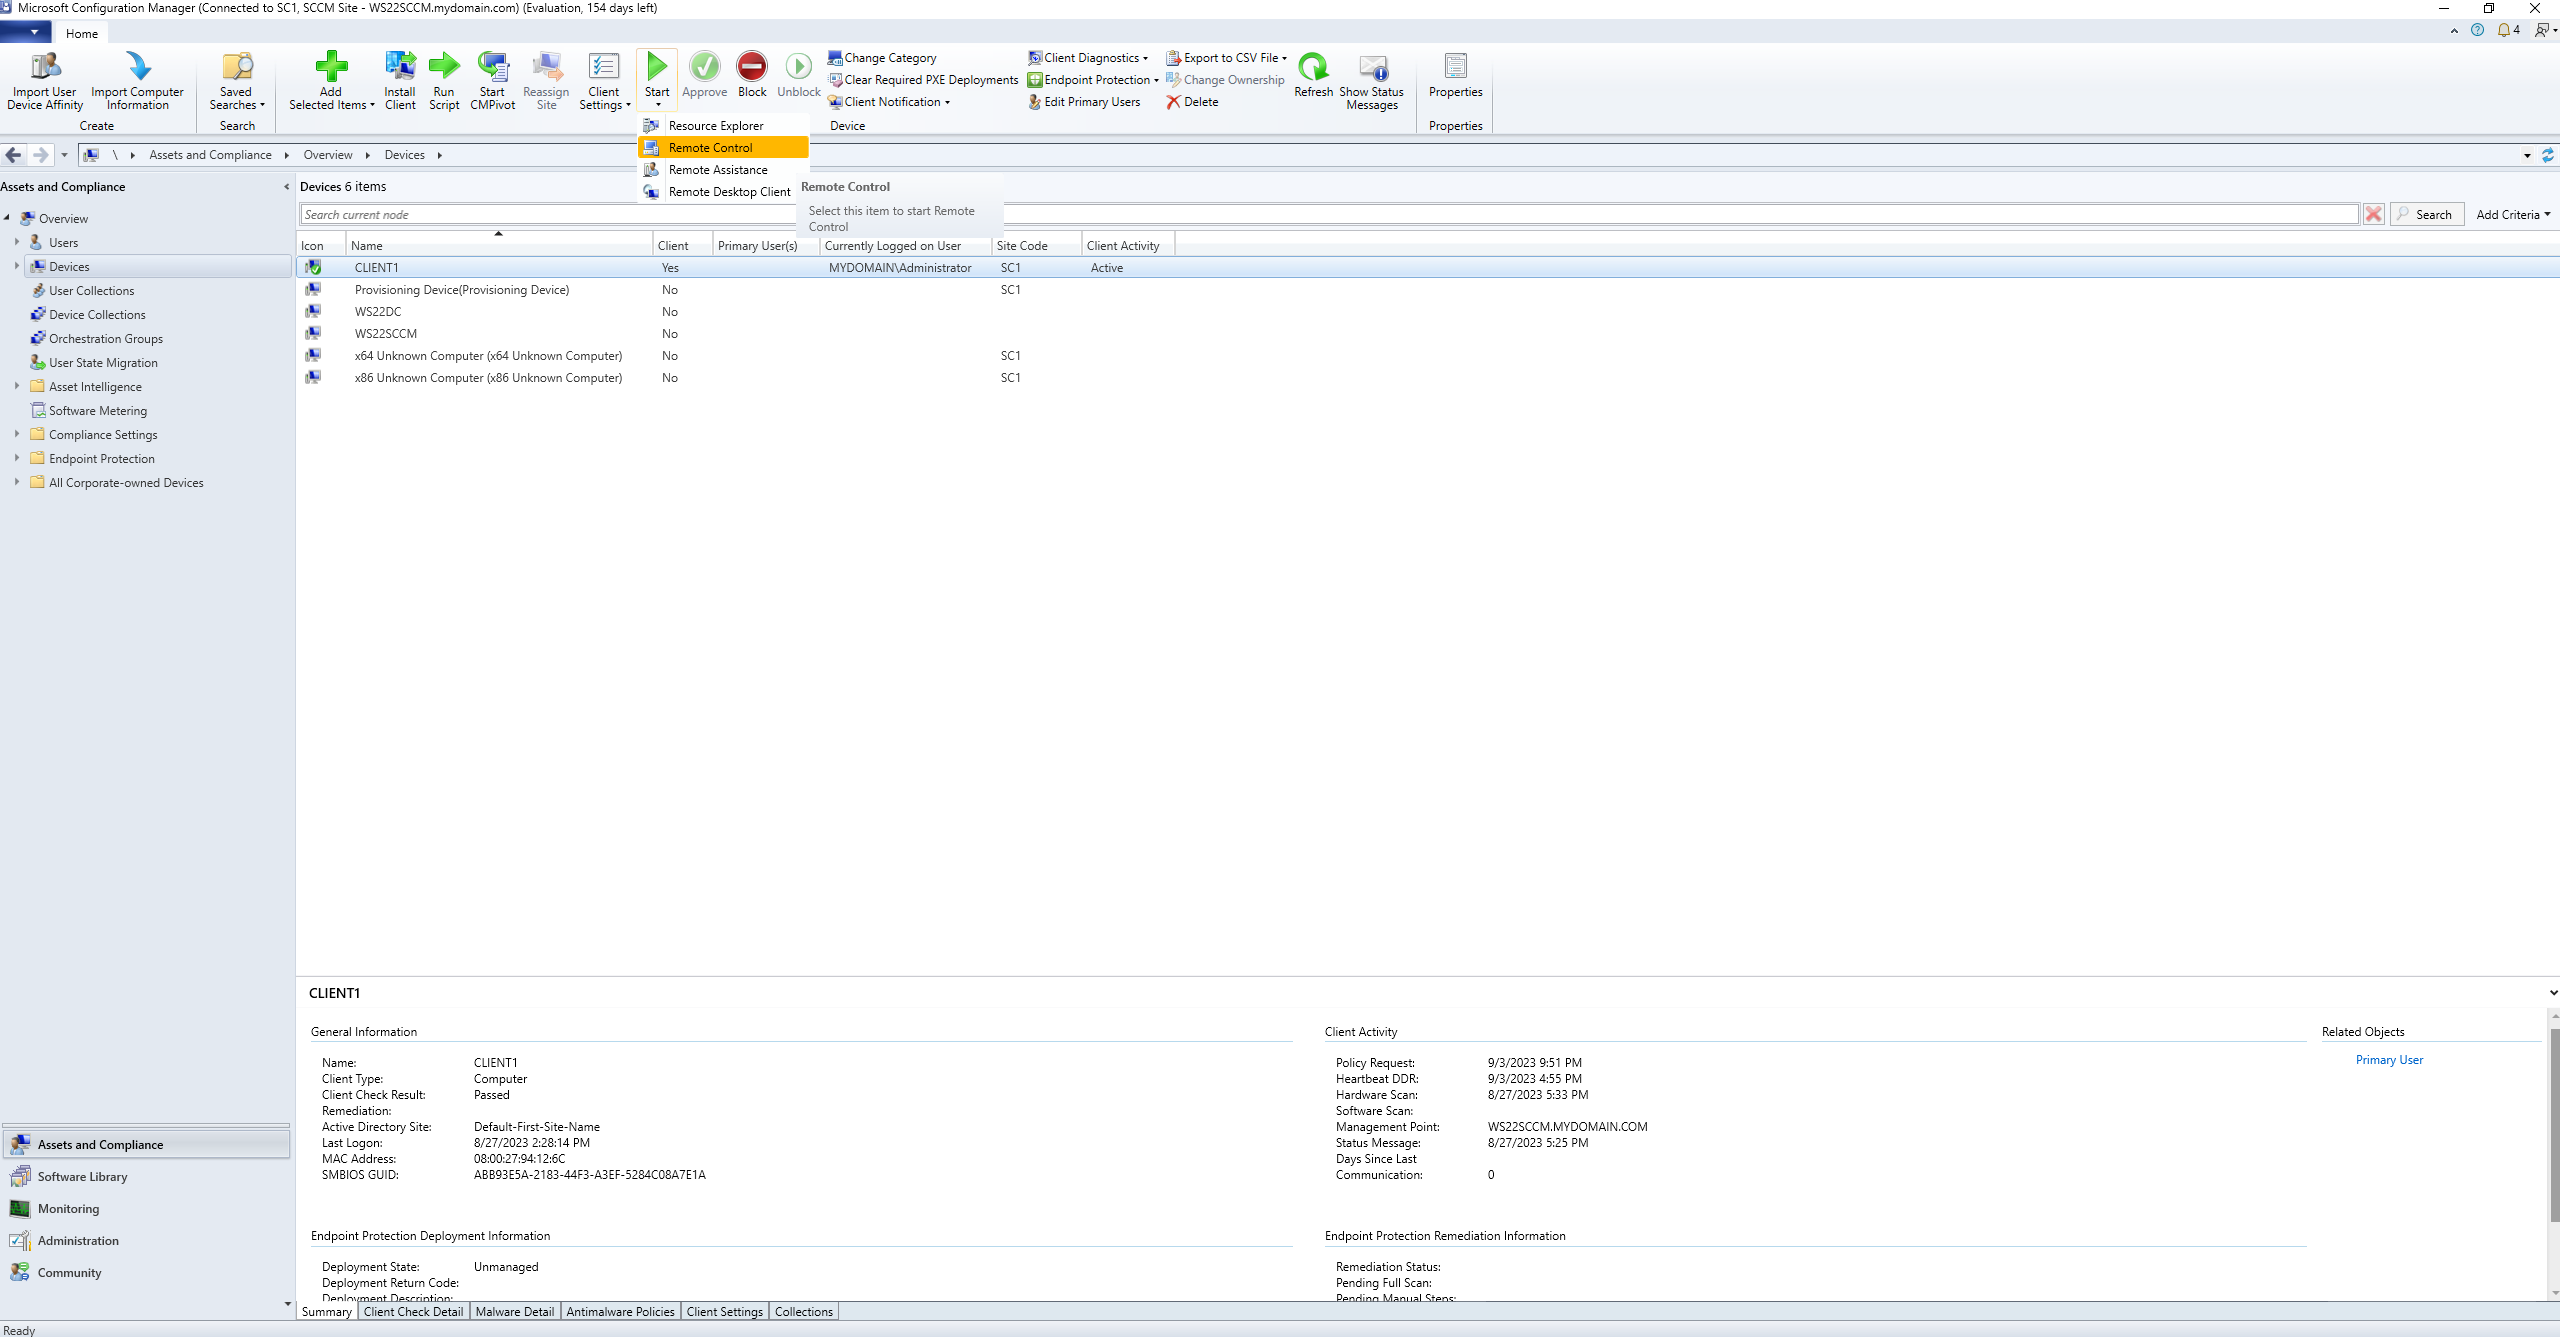 Microsoft Configuration Manager (Connected to SC1, SCCM Site - WS22SCCM.mydomain.com) (Evaluation, 154 days left)
Home
4
Import User
Device Affinity
Import Computer
Information
Create
Saved
Searches
Search
Add
Selected Items
Install
Client
Run
Script
Start
CMPivot
Reassign
Site
Client
Settings
Start
Approve
Block
Unblock
Change Category
Clear Required PXE Deployments
Client Notification
Client Diagnostics
Endpoint Protection
Edit Primary Users
Export to CSV File
Change Ownership
Delete
Refresh
Show Status
Messages
Device
Properties
Properties
Resource Explorer
Remote Control
Remote Assistance
Remote Desktop Client
Remote Control
Select this item to start Remote
Control
\ Assets and Compliance Overview Devices
Assets and Compliance
Overview
Users
Devices
User Collections
Device Collections
Orchestration Groups
User State Migration
Asset Intelligence
Software Metering
Compliance Settings
Endpoint Protection
All Corporate-owned Devices
Assets and Compliance
Software Library
Monitoring
Administration
Community
Devices 6 items
Search current node
Search
Add Criteria
Icon Name Client Primary User(s) Currently Logged on User Site Code Client Activity
CLIENT1 Yes MYDOMAIN\Administrator SC1 Active
Provisioning Device(Provisioning Device) No SC1
WS22DC No
WS22SCCM No
x64 Unknown Computer (x64 Unknown Computer) No SC1
x86 Unknown Computer (x86 Unknown Computer) No SC1
CLIENT1
General Information
Name: CLIENT1
Client Type: Computer
Client Check Result: Passed
Remediation:
Active Directory Site: Default-First-Site-Name
Last Logon: 8/27/2023 2:28:14 PM
MAC Address: 08:00:27:94:12:6C
SMBIOS GUID: ABB93E5A-2183-44F3-A3EF-5284C08A7E1A
Endpoint Protection Deployment Information
Deployment State: Unmanaged
Deployment Return Code:
Deployment Description:
Client Activity
Policy Request: 9/3/2023 9:51 PM
Heartbeat DDR: 9/3/2023 4:55 PM
Hardware Scan: 8/27/2023 5:33 PM
Software Scan:
Management Point: WS22SCCM.MYDOMAIN.COM
Status Message: 8/27/2023 5:25 PM
Days Since Last
Communication: 0
Endpoint Protection Remediation Information
Remediation Status:
Pending Full Scan:
Pending Manual Steps:
Related Objects
Primary User
Summary Client Check Detail Malware Detail Antimalware Policies Client Settings Collections
Ready